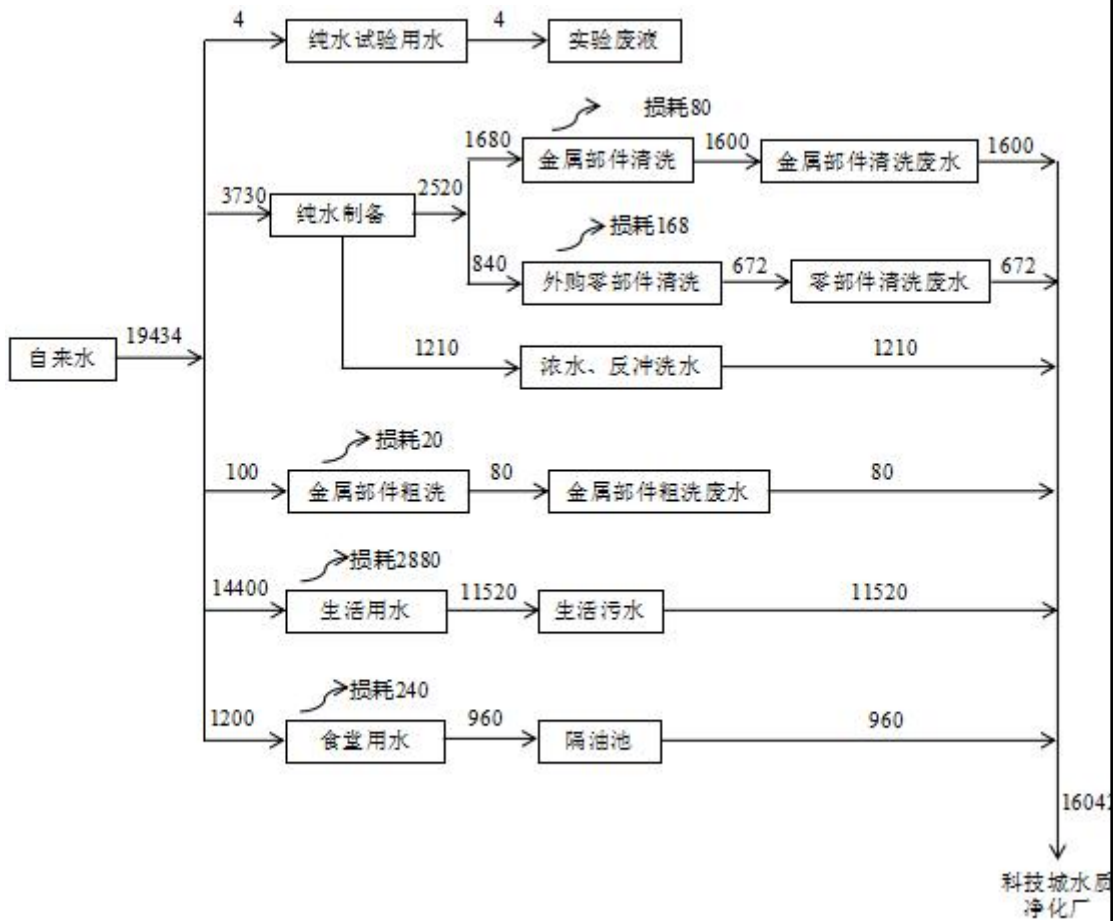 4
纯水试验用水
4
实验废液
损耗80
1680
金属部件清洗
1600
金属部件清洗废水
1600
3730
纯水制备
2520
损耗168
840
外购零部件清洗
672
零部件清洗废水
672
自来水
19434
1210
浓水、反冲洗水
1210
损耗20
100
金属部件粗洗
80
金属部件粗洗废水
80
损耗2880
14400
生活用水
11520
生活污水
11520
损耗240
1200
食堂用水
960
隔油池
960
1604
科技城水质
净化厂